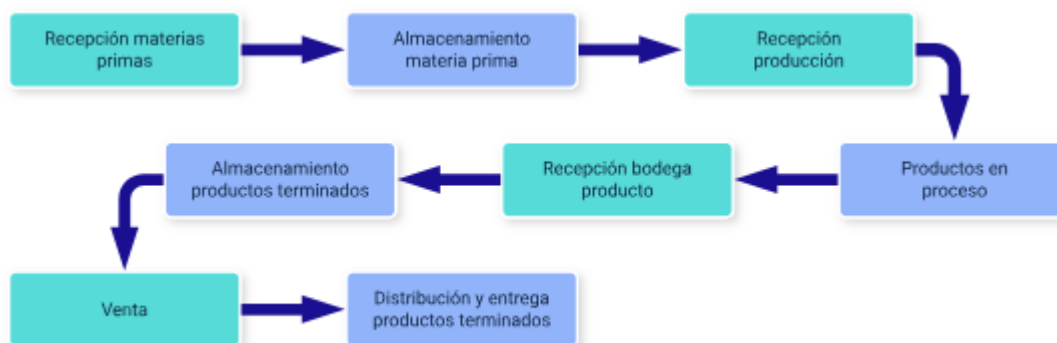 Recepción materias
primas
Almacenamiento
materia prima
Recepción
producción
Almacenamiento
productos terminados
Recepción bodega
producto
Productos en
proceso
Venta
Distribución y entrega
productos terminados